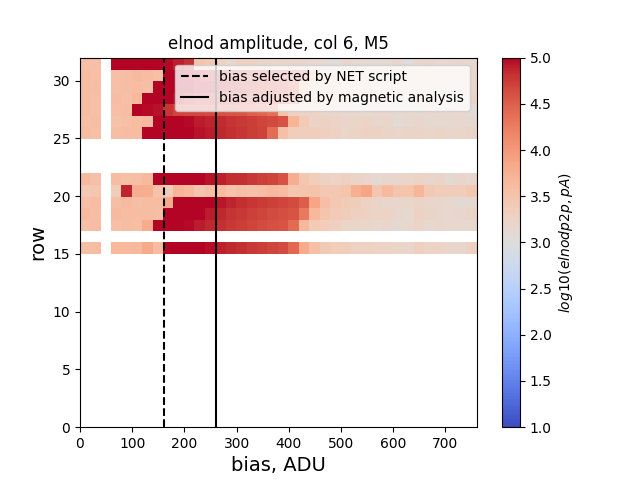 elnod amplitude, col 6, M5
bias selected by NET script
bias adjusted by magnetic analysis
row
30
25
20
15
10
5
0
0 100 200 300 400 500 600 700
bias, ADU
5.0
4.5
4.0
3.5
3.0
2.5
2.0
1.5
1.0
log10(elnodp2p, pA)